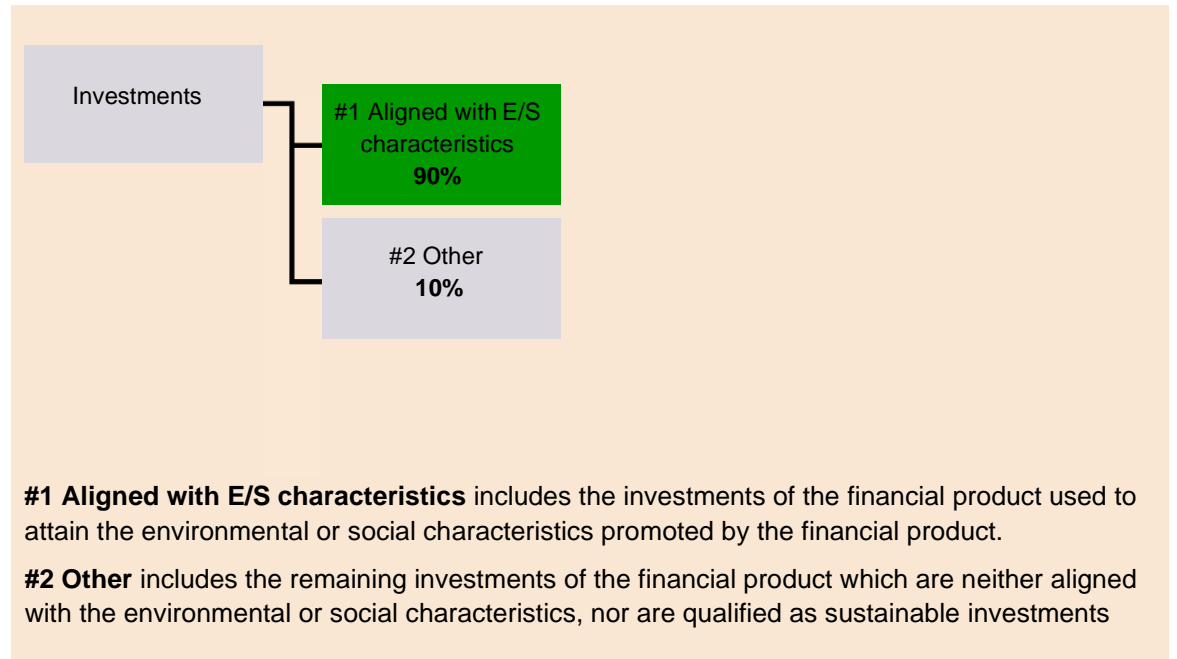 Investments
#1 Aligned with E/S
characteristics
90%
#2 Other
10%
#1 Aligned with E/S characteristics includes the investments of the financial product used to
attain the environmental or social characteristics promoted by the financial product.
#2 Other includes the remaining investments of the financial product which are neither aligned
with the environmental or social characteristics, nor are qualified as sustainable investments